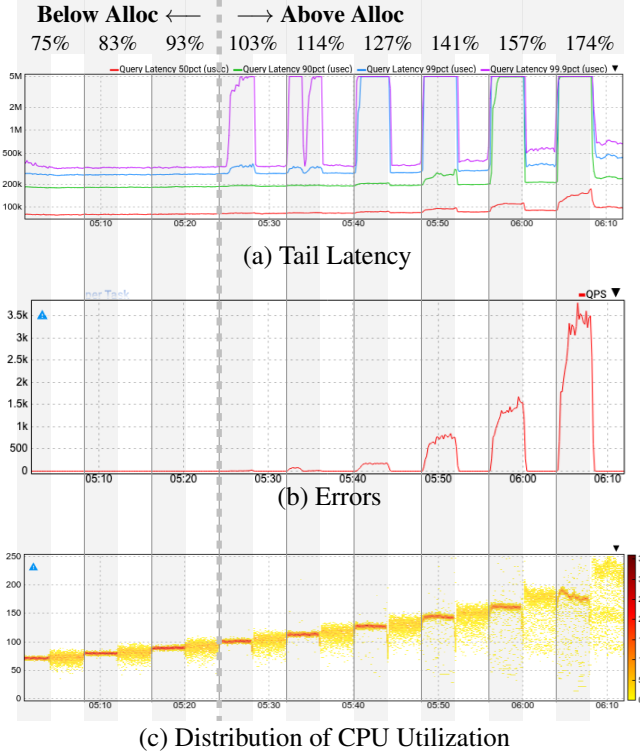 Below Alloc ← → Above Alloc
75% 83% 93% 103% 114% 127% 141% 157% 174%
Query Latency 50pct (usec) Query Latency 90pct (usec) Query Latency 99pct (usec) Query Latency 99.9pct (usec) ▼
5M
2M
1M
500k
200k
100k
05:10 05:20 05:30 05:40 05:50 06:00 06:10
(a) Tail Latency
per Task
QPS ▼
3.5k
3k
2.5k
2k
1.5k
1k
500
0
05:10 05:20 05:30 05:40 05:50 06:00 06:10
(b) Errors
250
200
150
100
50
0
05:10 05:20 05:30 05:40 05:50 06:00 06:10
(c) Distribution of CPU Utilization